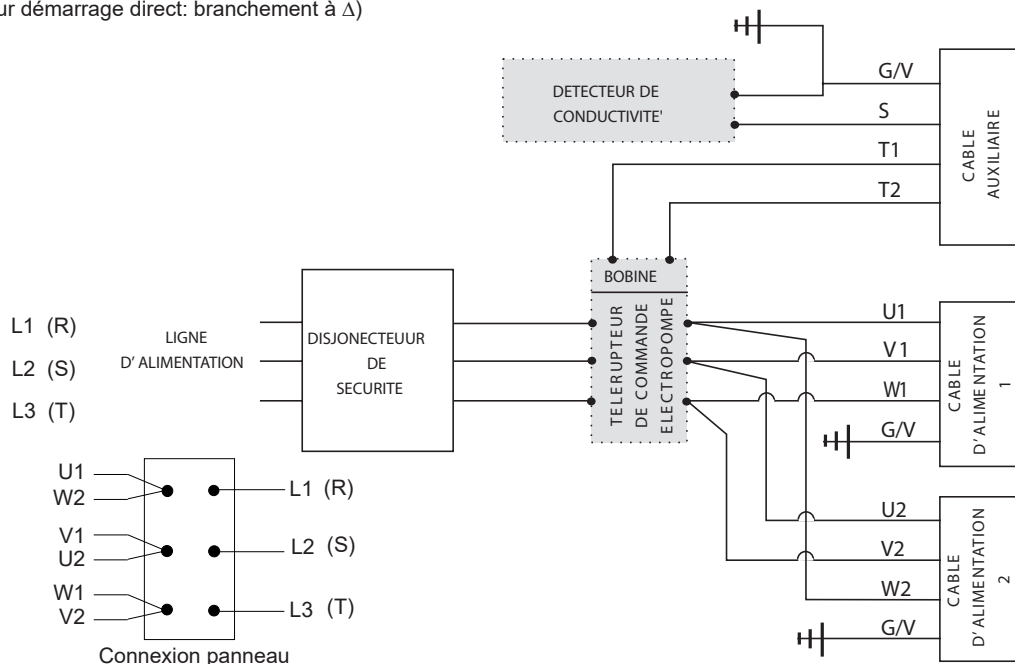 ur démarrage direct: branchement à ∆)
DETECTEUR DE
CONDUCTIVITE'
G/V
S
T1
T2
CABLE
AUXILIAIRE
BOBINE
TELERUPTEUR
DE COMMANDE
ELECTROPOMPE
L1 (R)
L2 (S)
L3 (T)
LIGNE
D' ALIMENTATION
DISJONECTEUUR
DE
SECURITE
U1
V1
W1
G/V
CABLE
D' ALIMENTATION
1
U2
V2
W2
G/V
CABLE
D' ALIMENTATION
2
U1
W2
V1
U2
W1
V2
L1 (R)
L2 (S)
L3 (T)
Connexion panneau